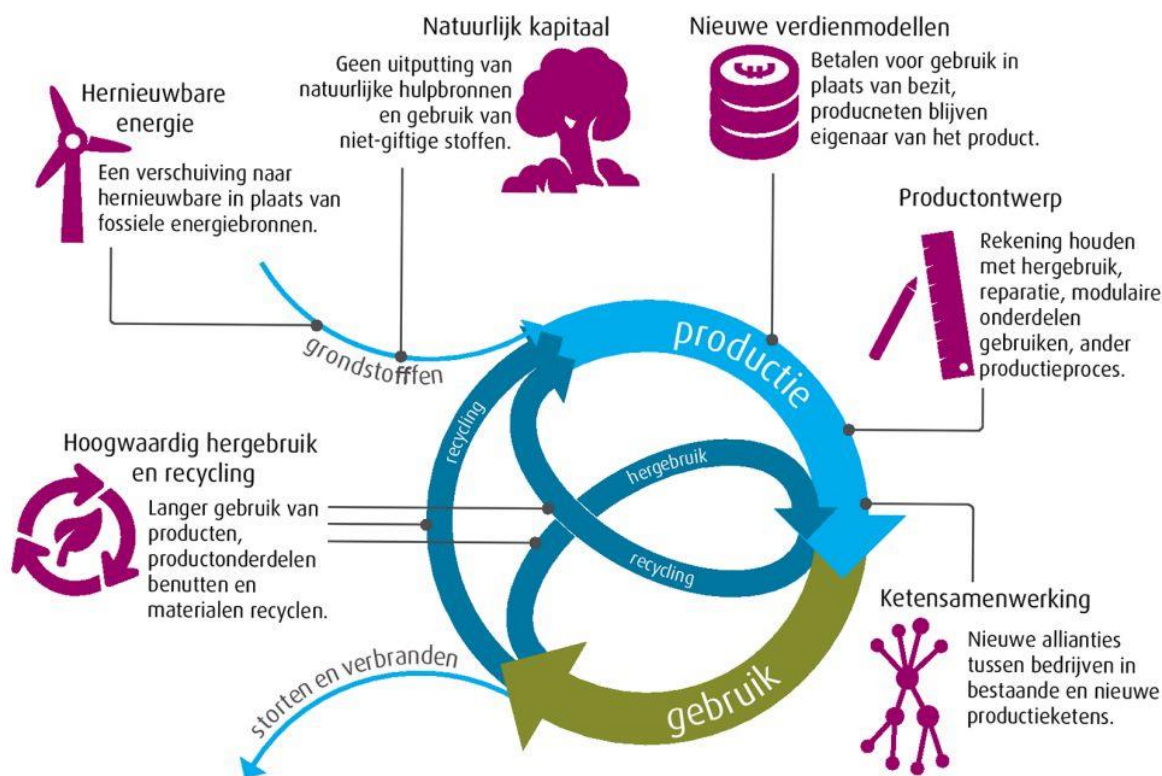 Natuurlijk kapitaal
Geen uitputting van
natuurlijke hulpbronnen
en gebruik van
niet-giftige stoffen.
Nieuwe verdienmodellen
Betalen voor gebruik in
plaats van bezit,
producneten blijven
eigenaar van het product.
Hernieuwbare
energie
Een verschuiving naar
hernieuwbare in plaats van
fossiele energiebronnen.
Productontwerp
Rekening houden
met hergebruik,
reparatie, modulaire
onderdelen
gebruiken, ander
productieproces.
grondstofffen
productie
recycling
hergebruik
recycling
Hoogwaardig hergebruik
en recycling
Langer gebruik van
producten,
productonderdelen
benutten en
materialen recyclen.
Ketensamenwerking
Nieuwe allianties
tussen bedrijven in
bestaande en nieuwe
productieketens.
storten en verbranden
gebruik